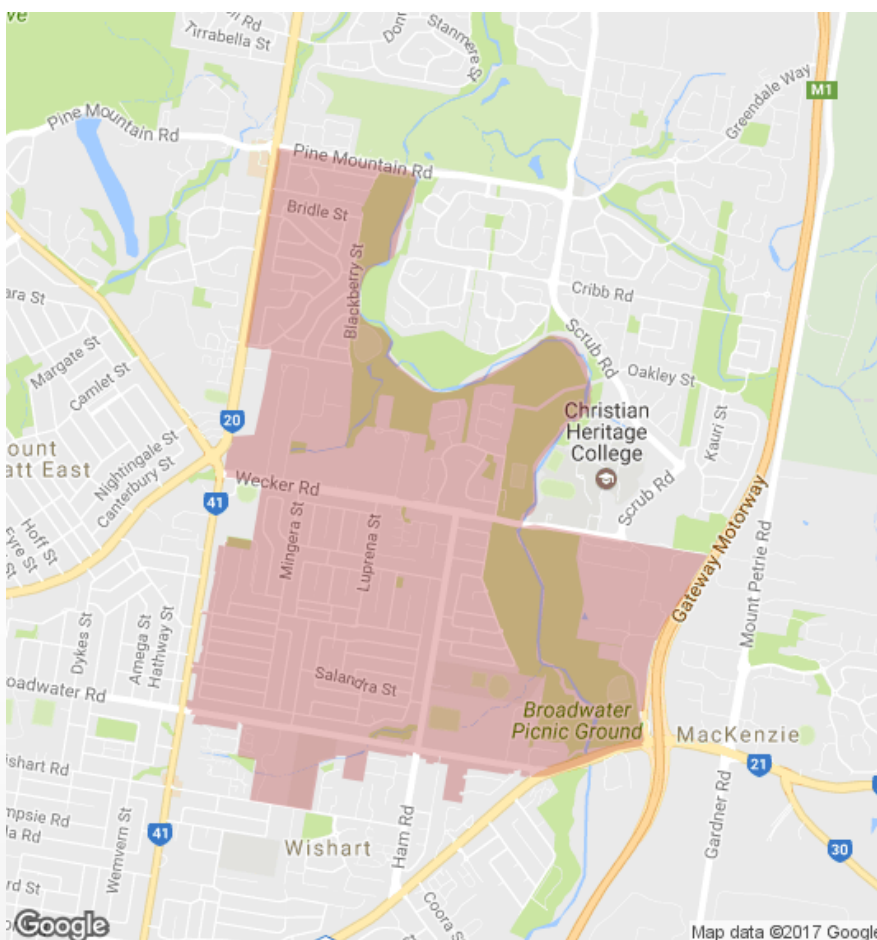 Tirrabella St
Stanmere St
Greendale Way
M1
Pine Mountain Rd
Pine Mountain Rd
Bridle St
Blackberry St
Cribb Rd
Scrub Rd
Margate St
Camlet St
Oakley St
Kauri St
Christian
Heritage
College
20
Nightingale St
Canterbury St
Wecker Rd
Scrub Rd
41
Hoff St
Fyre St
Mingera St
Luprena St
Gateway Motorway
Mount Petrie Rd
Dykes St
Amega St
Hathway St
Salandra St
oadwater Rd
Broadwater
Picnic Ground
MacKenzie
21
ishart Rd
Gardner Rd
41
Wishart
Ham Rd
30
Wemvern St
Coora St
Google
Map data ©2017 Google